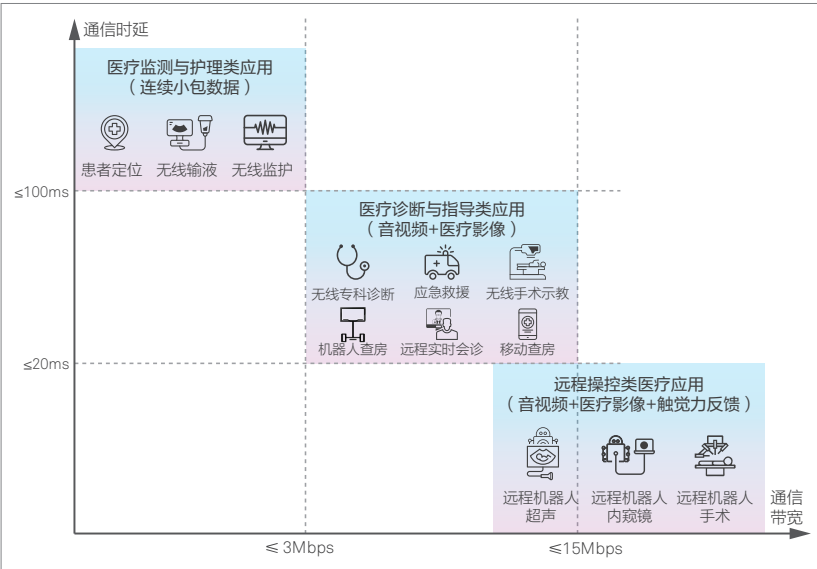 通信时延
医疗监测与护理类应用
（连续小包数据）
患者定位 无线输液 无线监护
≤100ms
医疗诊断与指导类应用
（音视频+医疗影像）
无线专科诊断 应急救援 无线手术示教
机器人查房 远程实时会诊 移动查房
≤20ms
远程操控类医疗应用
（音视频+医疗影像+触觉力反馈）
远程机器人 远程机器人 远程机器人
超声 内窥镜 手术
通信
带宽
≤ 3Mbps ≤15Mbps